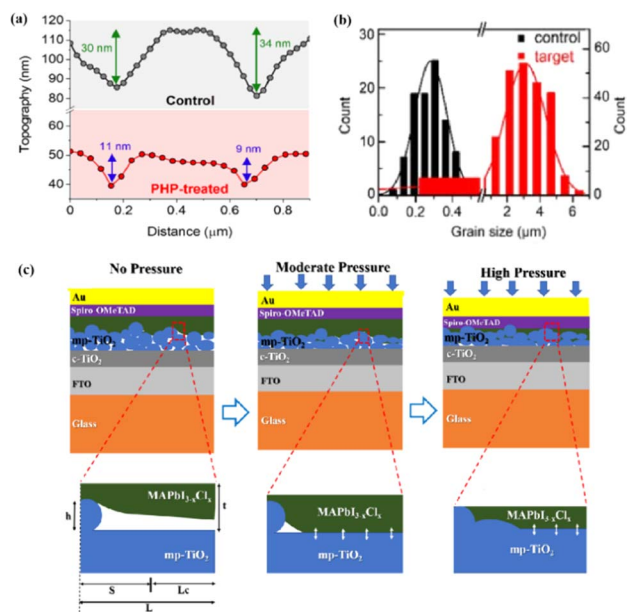 (a)
120
110
100
90
80
50
40
Topography (nm)
30 nm
34 nm
Control
11 nm
9 nm
PHP-treated
0 0.2 0.4 0.6 0.8
Distance (μm)
(b)
control
target
30
20
10
0
Count
60
40
20
0
Count
0.0 0.2 0.4 2 4 6
Grain size (μm)
(c)
No Pressure
Moderate Pressure
High Pressure
Au
Spiro-OMeTAD
mp-TiO₂
c-TiO₂
FTO
Glass
Au
Spiro-OMeTAD
mp-TiO₂
c-TiO₂
FTO
Glass
Au
Spiro-OMeTAD
mp-TiO₂
c-TiO₂
FTO
Glass
MAPbI₃₋ₓClₓ
h
t
mp-TiO₂
S
Lc
L
MAPbI₃₋ₓClₓ
mp-TiO₂
MAPbI₃₋ₓClₓ
mp-TiO₂